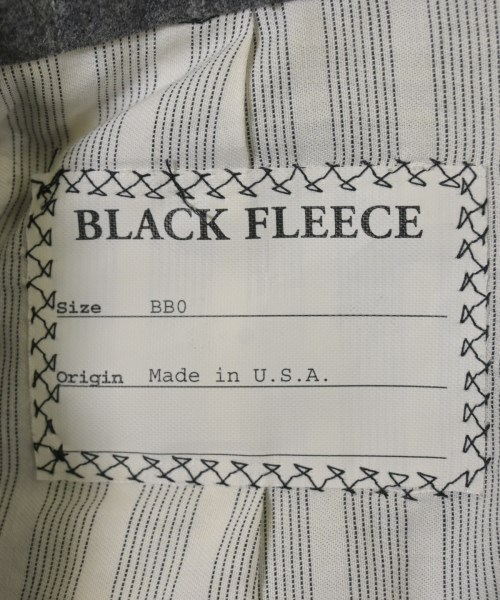 BLACK FLEECE
Size BB0
Origin Made in U.S.A.